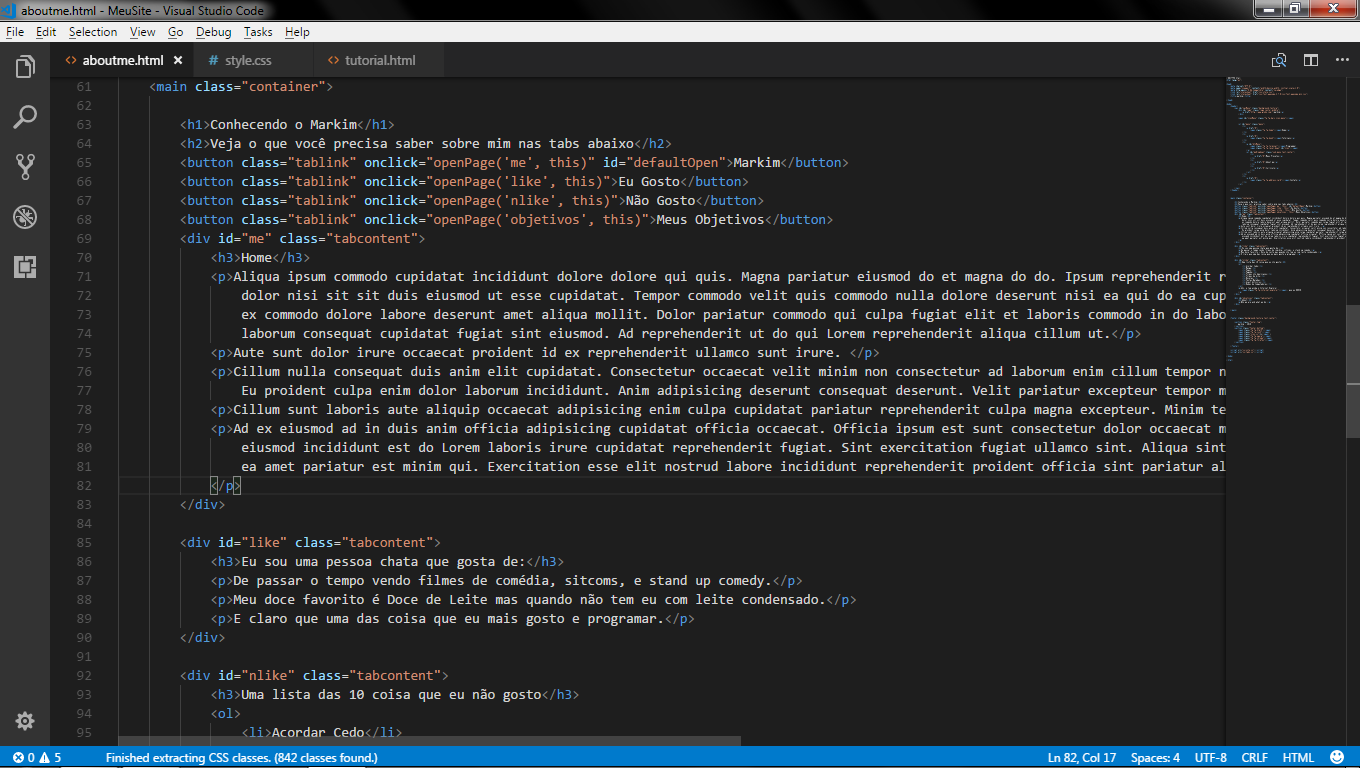 aboutme.html - MeuSite - Visual Studio Code
File Edit Selection View Go Debug Tasks Help
<> aboutme.html × # style.css <> tutorial.html
61 <main class="container">
62
63 <h1>Conhecendo o Markim</h1>
64 <h2>Veja o que você precisa saber sobre mim nas tabs abaixo</h2>
65 <button class="tablink" onclick="openPage('me', this)" id="defaultOpen">Markim</button>
66 <button class="tablink" onclick="openPage('like', this)">Eu Gosto</button>
67 <button class="tablink" onclick="openPage('nlike', this)">Não Gosto</button>
68 <button class="tablink" onclick="openPage('objetivos', this)">Meus Objetivos</button>
69 <div id="me" class="tabcontent">
70 <h3>Home</h3>
71 <p>Aliqua ipsum commodo cupidatat incididunt dolore dolore qui quis. Magna pariatur eiusmod do et magna do do. Ipsum reprehenderit r
72 dolor nisi sit sit duis eiusmod ut esse cupidatat. Tempor commodo velit quis commodo nulla dolore deserunt nisi ea qui do ea cup
73 ex commodo dolore labore deserunt amet aliqua mollit. Dolor pariatur commodo qui culpa fugiat elit et laboris commodo in do labo
74 laborum consequat cupidatat fugiat sint eiusmod. Ad reprehenderit ut do qui Lorem reprehenderit aliqua cillum ut.</p>
75 <p>Aute sunt dolor irure occaecat proident id ex reprehenderit ullamco sunt irure. </p>
76 <p>Cillum nulla consequat duis anim elit cupidatat. Consectetur occaecat velit minim non consectetur ad laborum enim cillum tempor n
77 Eu proident culpa enim dolor laborum incididunt. Anim adipisicing deserunt consequat deserunt. Velit pariatur excepteur tempor m
78 <p>Cillum sunt laboris aute aliquip occaecat adipisicing enim culpa cupidatat pariatur reprehenderit culpa magna excepteur. Minim te
79 <p>Ad ex eiusmod ad in duis anim officia adipisicing cupidatat officia occaecat. Officia ipsum est sunt consectetur dolor occaecat m
80 eiusmod incididunt est do Lorem laboris irure cupidatat reprehenderit fugiat. Sint exercitation fugiat ullamco sint. Aliqua sint
81 ea amet pariatur est minim qui. Exercitation esse elit nostrud labore incididunt reprehenderit proident officia sint pariatur al
82 </p>
83 </div>
84
85 <div id="like" class="tabcontent">
86 <h3>Eu sou uma pessoa chata que gosta de:</h3>
87 <p>De passar o tempo vendo filmes de comédia, sitcoms, e stand up comedy.</p>
88 <p>Meu doce favorito é Doce de Leite mas quando não tem eu com leite condensado.</p>
89 <p>E claro que uma das coisa que eu mais gosto e programar.</p>
90 </div>
91
92 <div id="nlike" class="tabcontent">
93 <h3>Uma lista das 10 coisa que eu não gosto</h3>
94 <ol>
95 <li>Acordar Cedo</li>
0 5 Finished extracting CSS classes. (842 classes found.) Ln 82, Col 17 Spaces: 4 UTF-8 CRLF HTML